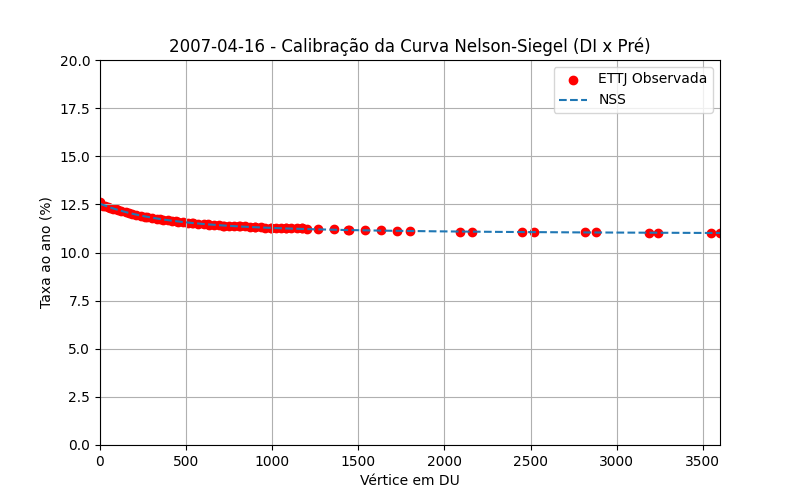 2007-04-16 - Calibração da Curva Nelson-Siegel (DI x Pré)
ETTJ Observada
NSS
Taxa ao ano (%)
20.0
17.5
15.0
12.5
10.0
7.5
5.0
2.5
0.0
0 500 1000 1500 2000 2500 3000 3500
Vértice em DU